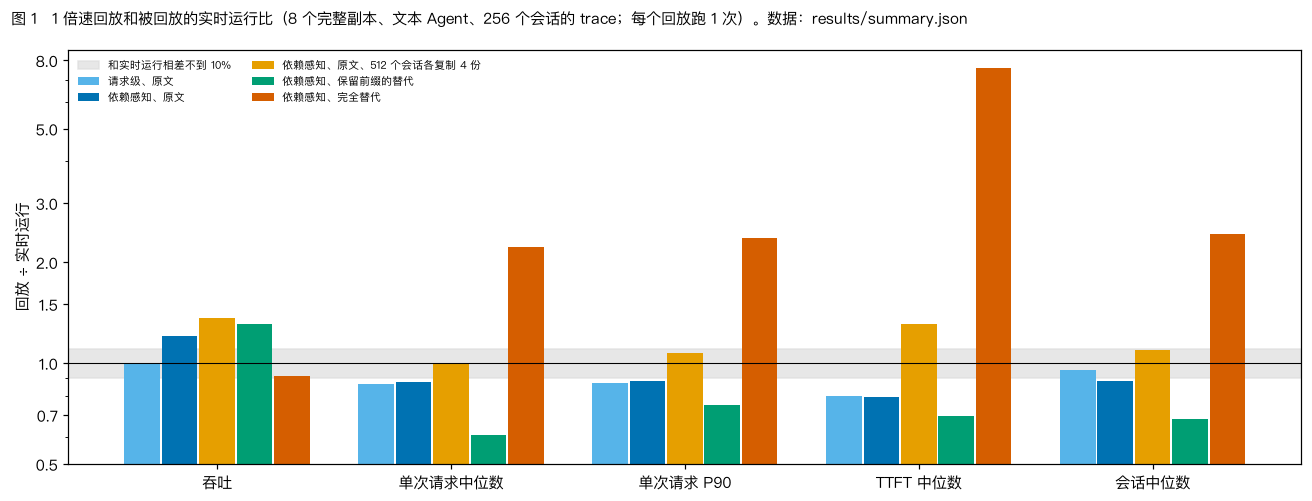 图 1   1 倍速回放和被回放的实时运行比（8 个完整副本、文本 Agent、256 个会话的 trace；每个回放跑 1 次）。数据：results/summary.json
和实时运行相差不到 10%
请求级、原文
依赖感知、原文
依赖感知、原文、512 个会话各复制 4 份
依赖感知、保留前缀的替代
依赖感知、完全替代
回放 ÷ 实时运行
8.0
5.0
3.0
2.0
1.5
1.0
0.7
0.5
吞吐
单次请求中位数
单次请求 P90
TTFT 中位数
会话中位数